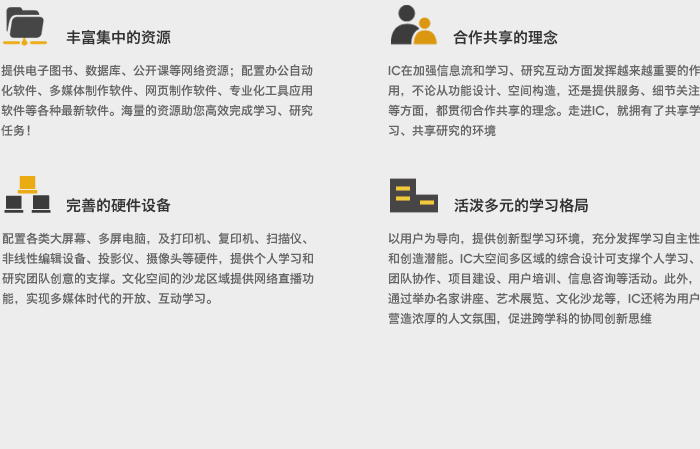 丰富集中的资源
提供电子图书、数据库、公开课等网络资源；配置办公自动
化软件、多媒体制作软件、网页制作软件、专业化工具应用
软件等各种最新软件。海量的资源助您高效完成学习、研究
任务！
合作共享的理念
IC在加强信息流和学习、研究互动方面发挥越来越重要的作
用，不论从功能设计、空间构造，还是提供服务、细节关注
等方面，都贯彻合作共享的理念。走进IC，就拥有了共享学
习、共享研究的环境
完善的硬件设备
配置各类大屏幕、多屏电脑，及打印机、复印机、扫描仪、
非线性编辑设备、投影仪、摄像头等硬件，提供个人学习和
研究团队创意的支撑。文化空间的沙龙区域提供网络直播功
能，实现多媒体时代的开放、互动学习。
活泼多元的学习格局
以用户为导向，提供创新型学习环境，充分发挥学习自主性
和创造潜能。IC大空间多区域的综合设计可支撑个人学习、
团队协作、项目建设、用户培训、信息咨询等活动。此外，
通过举办名家讲座、艺术展览、文化沙龙等，IC还将为用户
营造浓厚的人文氛围，促进跨学科的协同创新思维